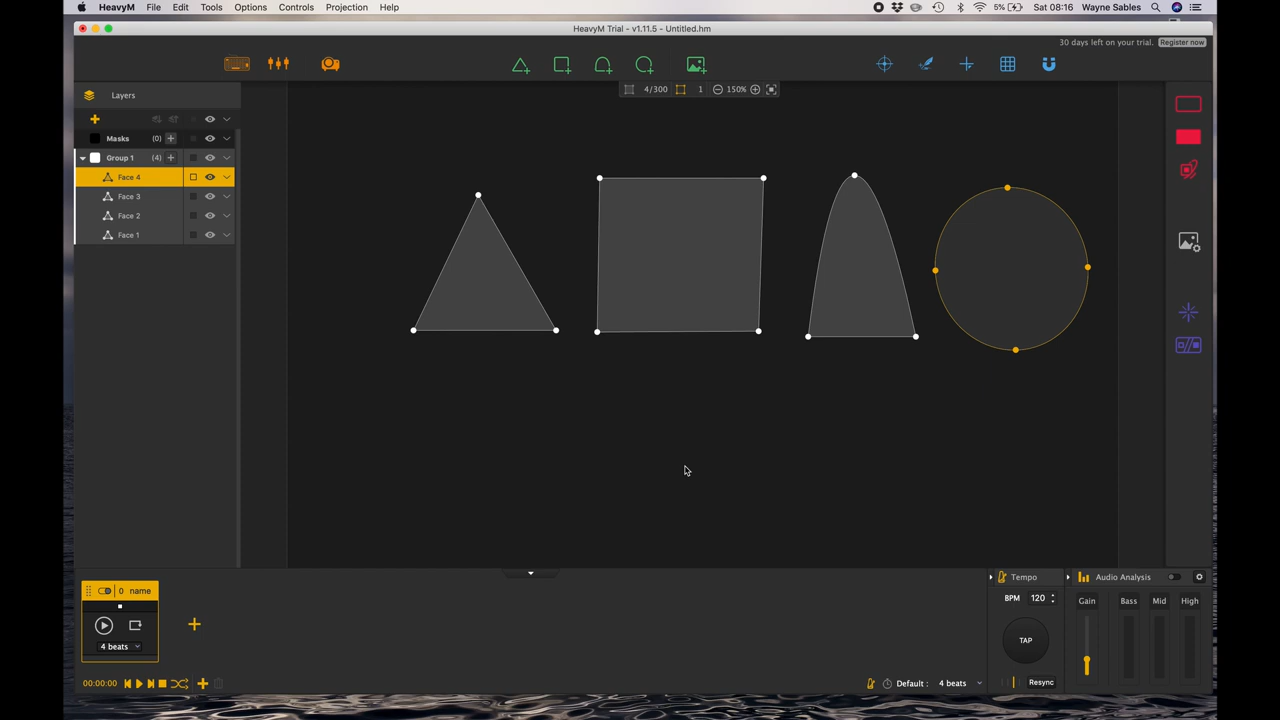 HeavyM File Edit Tools Options Controls Projection Help 5% Sat 08:16 Wayne Sables
HeavyM Trial - v1.11.5 - Untitled.hm
30 days left on your trial. Register now
Layers
4/300 1 150%
Masks (0)
Group 1 (4)
Face 4
Face 3
Face 2
Face 1
0 name
4 beats
Tempo
BPM 120
TAP
Resync
Audio Analysis
Gain Bass Mid High
00:00:00
Default : 4 beats